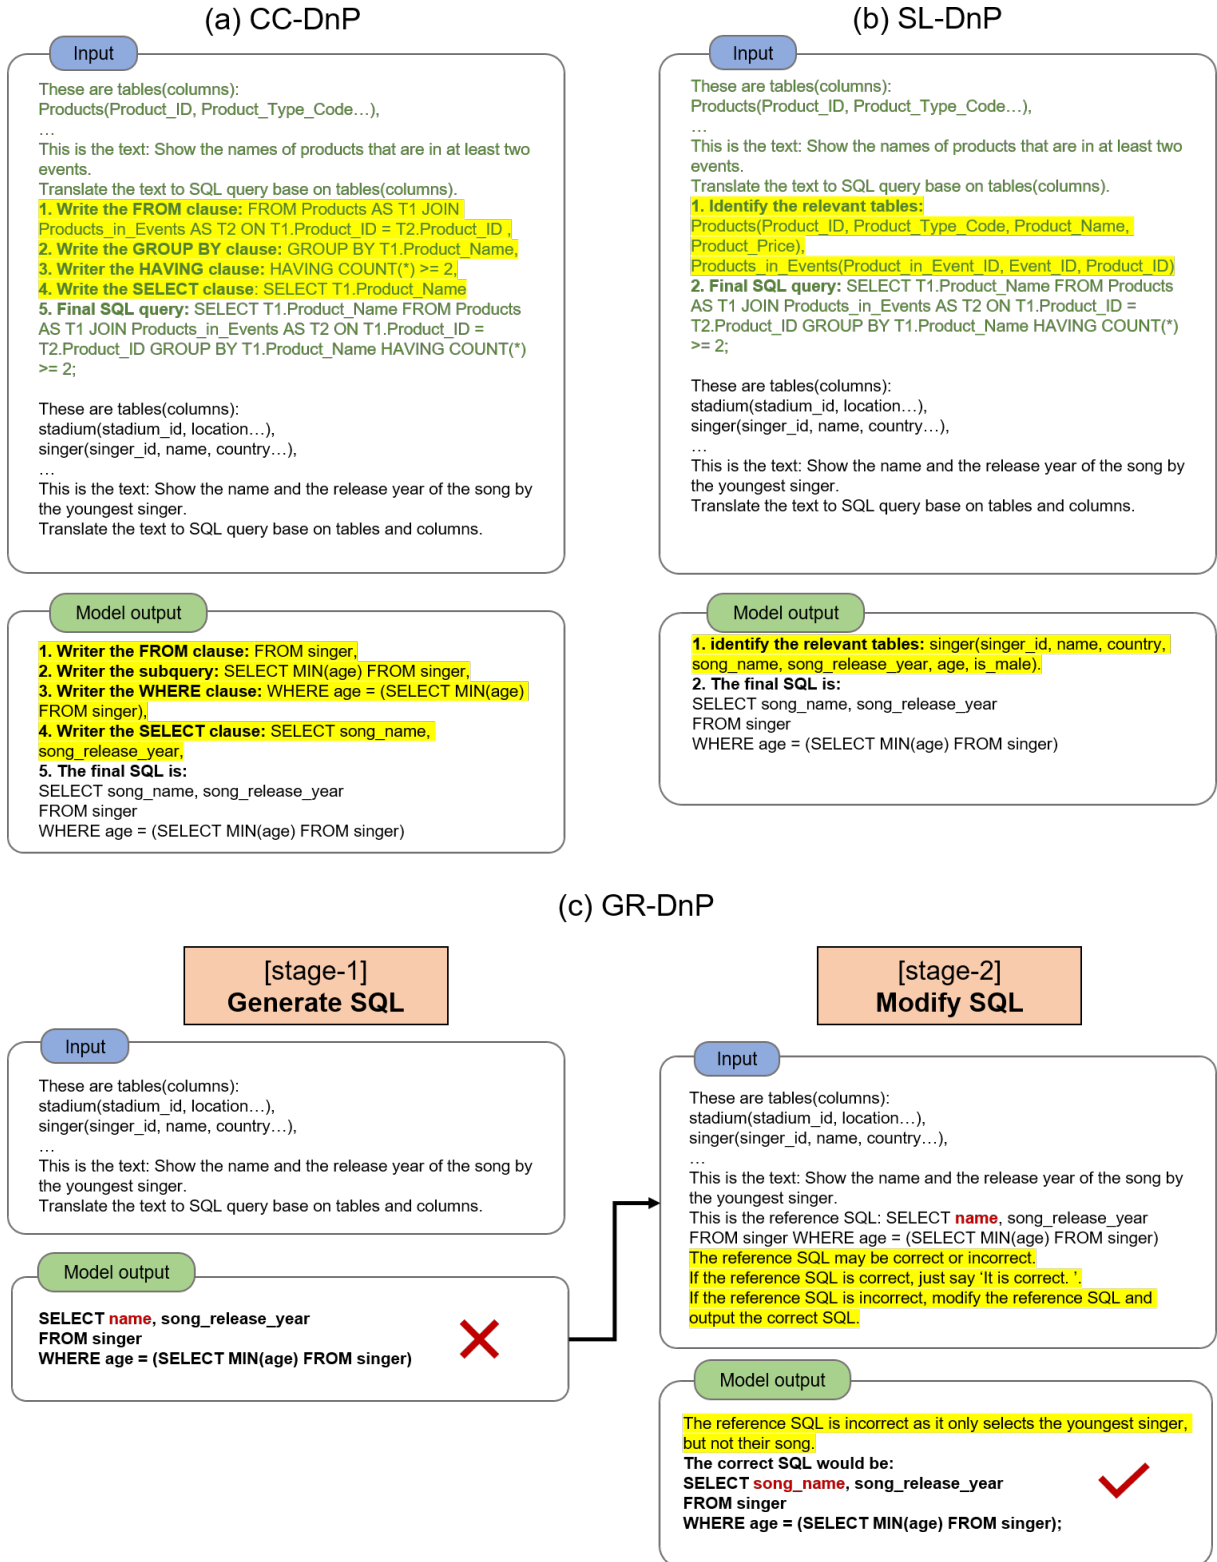 (a) CC-DnP
Input
These are tables(columns):
Products(Product_ID, Product_Type_Code…),
…
This is the text: Show the names of products that are in at least two
events.
Translate the text to SQL query base on tables(columns).
1. Write the FROM clause: FROM Products AS T1 JOIN
Products_in_Events AS T2 ON T1.Product_ID = T2.Product_ID ,
2. Write the GROUP BY clause: GROUP BY T1.Product_Name,
3. Writer the HAVING clause: HAVING COUNT(*) >= 2,
4. Write the SELECT clause: SELECT T1.Product_Name
5. Final SQL query: SELECT T1.Product_Name FROM Products
AS T1 JOIN Products_in_Events AS T2 ON T1.Product_ID =
T2.Product_ID GROUP BY T1.Product_Name HAVING COUNT(*)
>= 2;
These are tables(columns):
stadium(stadium_id, location…),
singer(singer_id, name, country…),
…
This is the text: Show the name and the release year of the song by
the youngest singer.
Translate the text to SQL query base on tables and columns.
Model output
1. Writer the FROM clause: FROM singer,
2. Writer the subquery: SELECT MIN(age) FROM singer,
3. Writer the WHERE clause: WHERE age = (SELECT MIN(age)
FROM singer),
4. Writer the SELECT clause: SELECT song_name,
song_release_year,
5. The final SQL is:
SELECT song_name, song_release_year
FROM singer
WHERE age = (SELECT MIN(age) FROM singer)
(b) SL-DnP
Input
These are tables(columns):
Products(Product_ID, Product_Type_Code…),
…
This is the text: Show the names of products that are in at least two
events.
Translate the text to SQL query base on tables(columns).
1. Identify the relevant tables:
Products(Product_ID, Product_Type_Code, Product_Name,
Product_Price),
Products_in_Events(Product_in_Event_ID, Event_ID, Product_ID)
2. Final SQL query: SELECT T1.Product_Name FROM Products
AS T1 JOIN Products_in_Events AS T2 ON T1.Product_ID =
T2.Product_ID GROUP BY T1.Product_Name HAVING COUNT(*)
>= 2;
These are tables(columns):
stadium(stadium_id, location…),
singer(singer_id, name, country…),
…
This is the text: Show the name and the release year of the song by
the youngest singer.
Translate the text to SQL query base on tables and columns.
Model output
1. identify the relevant tables: singer(singer_id, name, country,
song_name, song_release_year, age, is_male).
2. The final SQL is:
SELECT song_name, song_release_year
FROM singer
WHERE age = (SELECT MIN(age) FROM singer)
(c) GR-DnP
[stage-1]
Generate SQL
Input
These are tables(columns):
stadium(stadium_id, location…),
singer(singer_id, name, country…),
…
This is the text: Show the name and the release year of the song by
the youngest singer.
Translate the text to SQL query base on tables and columns.
Model output
SELECT name, song_release_year
FROM singer
WHERE age = (SELECT MIN(age) FROM singer)
[stage-2]
Modify SQL
Input
These are tables(columns):
stadium(stadium_id, location…),
singer(singer_id, name, country…),
…
This is the text: Show the name and the release year of the song by
the youngest singer.
This is the reference SQL: SELECT name, song_release_year
FROM singer WHERE age = (SELECT MIN(age) FROM singer)
The reference SQL may be correct or incorrect.
If the reference SQL is correct, just say ‘It is correct. ’.
If the reference SQL is incorrect, modify the reference SQL and
output the correct SQL.
Model output
The reference SQL is incorrect as it only selects the youngest singer,
but not their song.
The correct SQL would be:
SELECT song_name, song_release_year
FROM singer
WHERE age = (SELECT MIN(age) FROM singer);